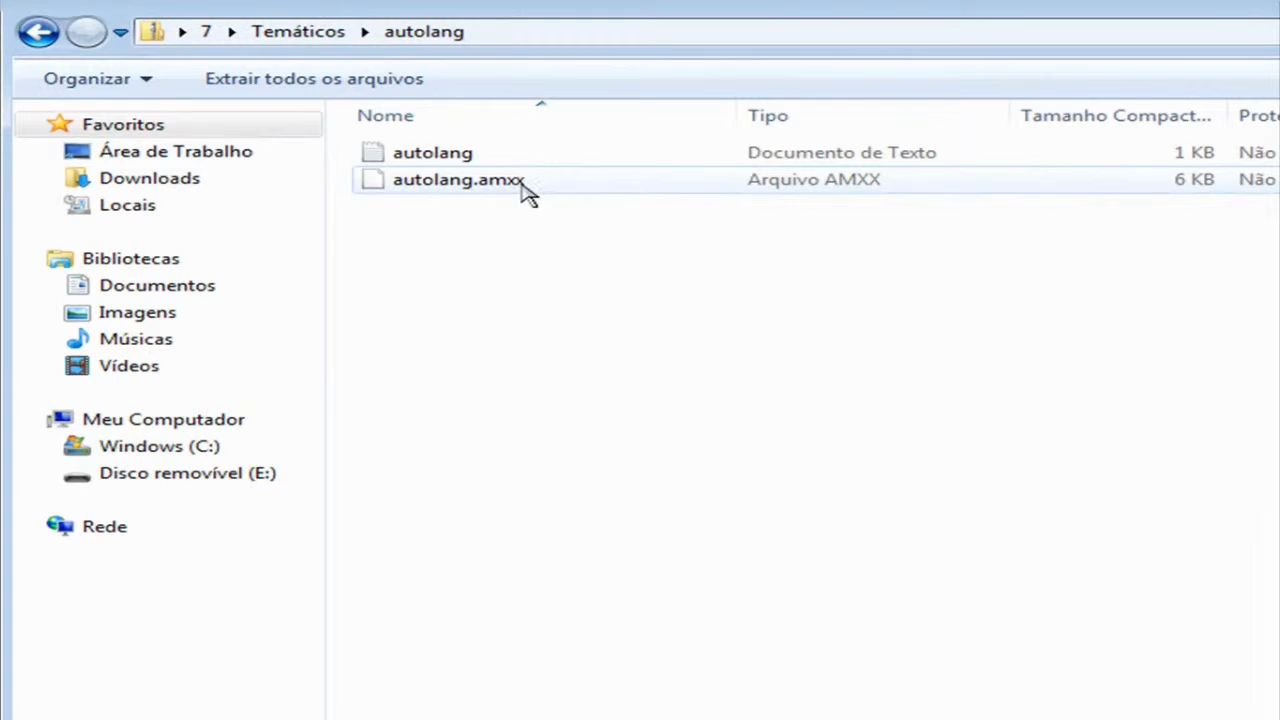 7 Temáticos autolang
Organizar Extrair todos os arquivos
Nome Tipo Tamanho Compact... Prot
Favoritos
Área de Trabalho
Downloads
Locais
Bibliotecas
Documentos
Imagens
Músicas
Vídeos
Meu Computador
Windows (C:)
Disco removível (E:)
Rede
autolang Documento de Texto 1 KB Não
autolang.amxx Arquivo AMXX 6 KB Não